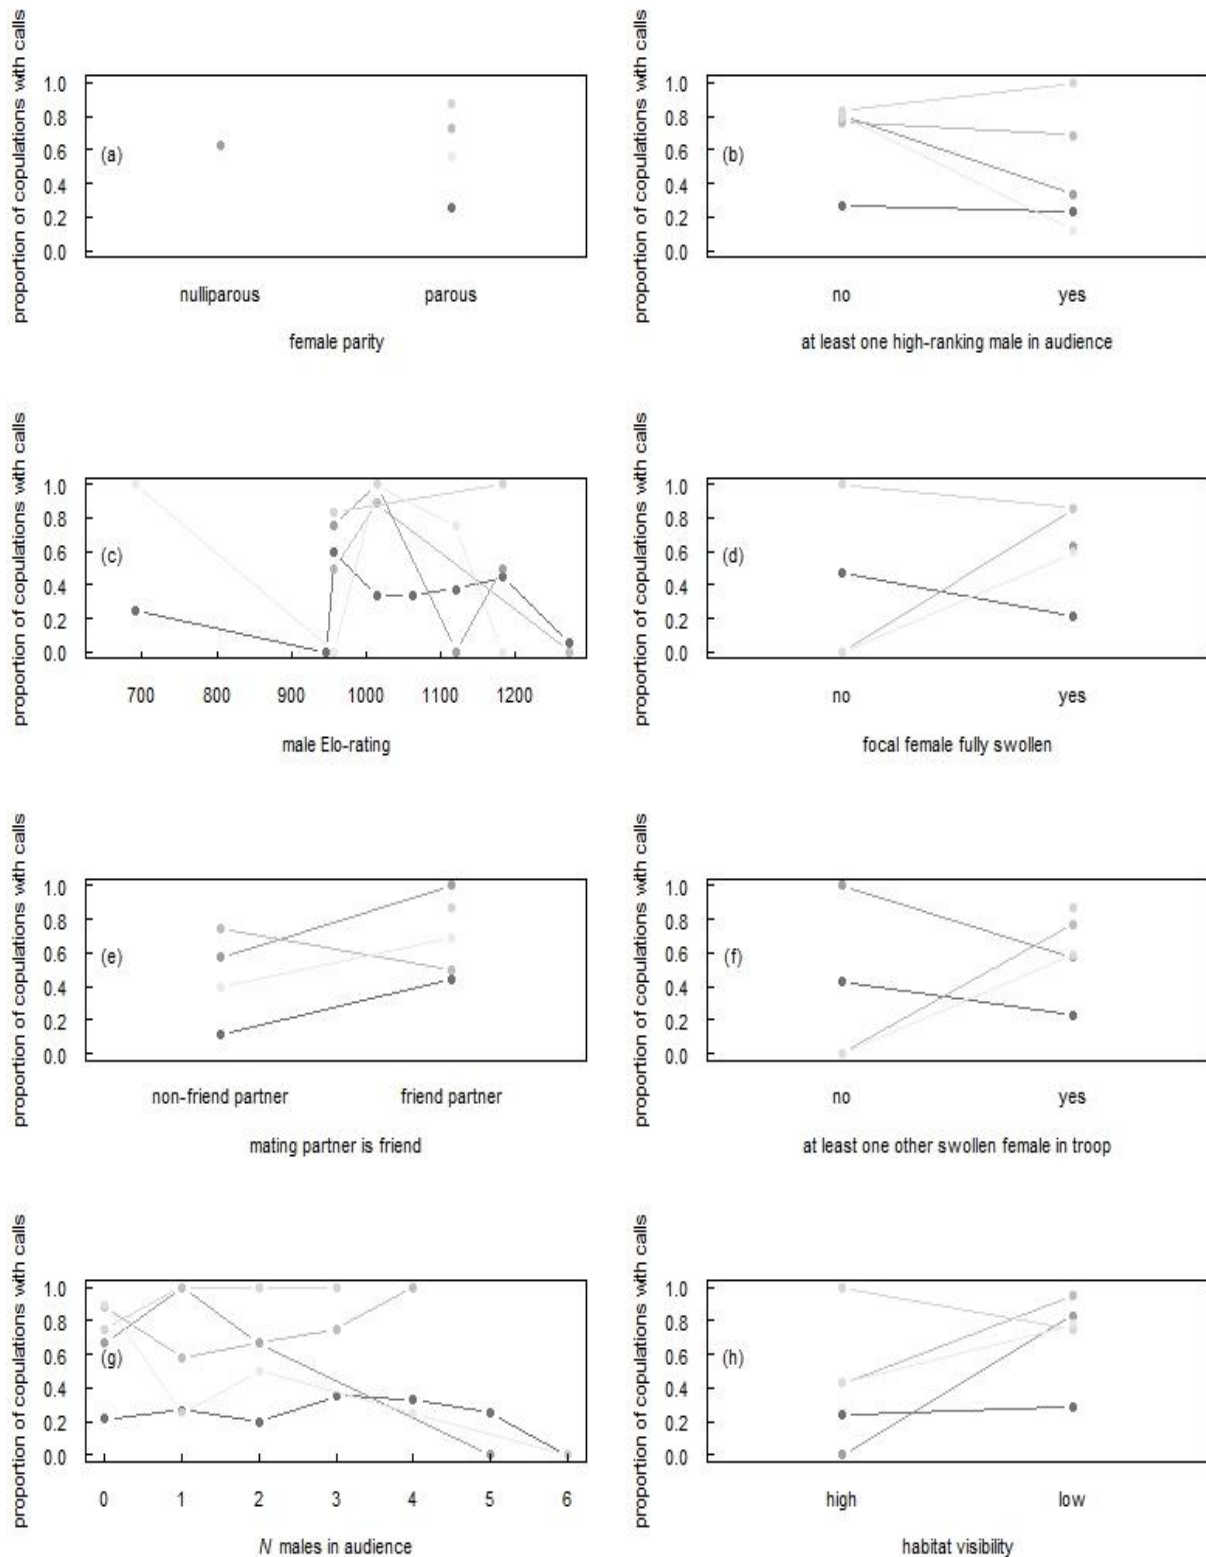 proportion of copulations with calls
1.0
0.8
0.6
0.4
0.2
0.0
(a)
nulliparous parous
female parity
proportion of copulations with calls
1.0
0.8
0.6
0.4
0.2
0.0
(b)
no yes
at least one high-ranking male in audience
proportion of copulations with calls
1.0
0.8
0.6
0.4
0.2
0.0
(c)
700 800 900 1000 1100 1200
male Elo-rating
proportion of copulations with calls
1.0
0.8
0.6
0.4
0.2
0.0
(d)
no yes
focal female fully swollen
proportion of copulations with calls
1.0
0.8
0.6
0.4
0.2
0.0
(e)
non-friend partner friend partner
mating partner is friend
proportion of copulations with calls
1.0
0.8
0.6
0.4
0.2
0.0
(f)
no yes
at least one other swollen female in troop
proportion of copulations with calls
1.0
0.8
0.6
0.4
0.2
0.0
(g)
0 1 2 3 4 5 6
N males in audience
proportion of copulations with calls
1.0
0.8
0.6
0.4
0.2
0.0
(h)
high low
habitat visibility